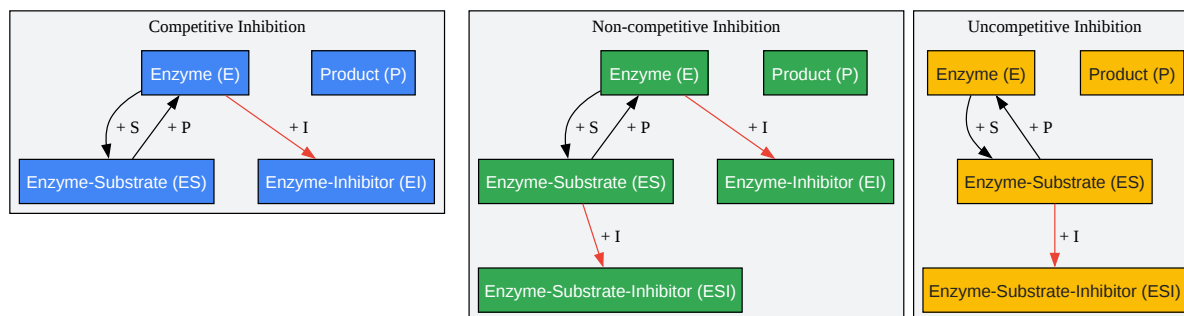 Competitive Inhibition
Enzyme (E)
Product (P)
+ S
+ P
+ I
Enzyme-Substrate (ES)
Enzyme-Inhibitor (EI)
Non-competitive Inhibition
Enzyme (E)
Product (P)
+ S
+ P
+ I
Enzyme-Substrate (ES)
Enzyme-Inhibitor (EI)
+ I
Enzyme-Substrate-Inhibitor (ESI)
Uncompetitive Inhibition
Enzyme (E)
Product (P)
+ S
+ P
Enzyme-Substrate (ES)
+ I
Enzyme-Substrate-Inhibitor (ESI)